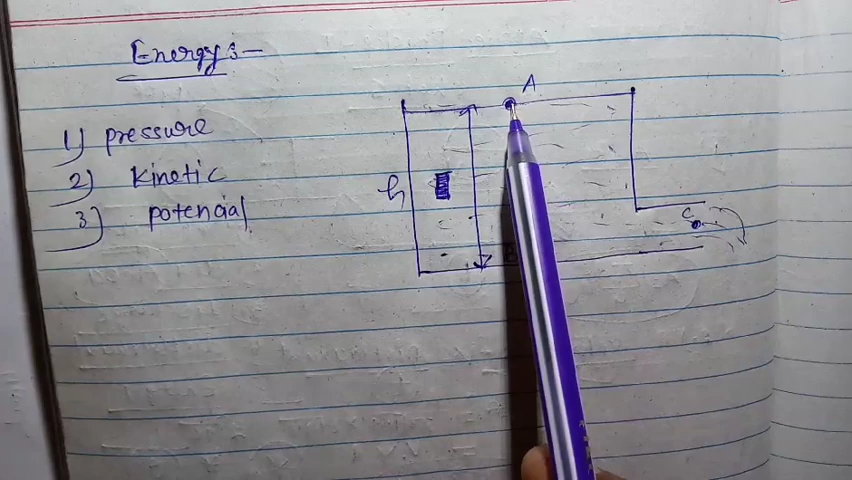 Energy :-
1) pressure
2) kinetic
3) potencial
A
h
C
B